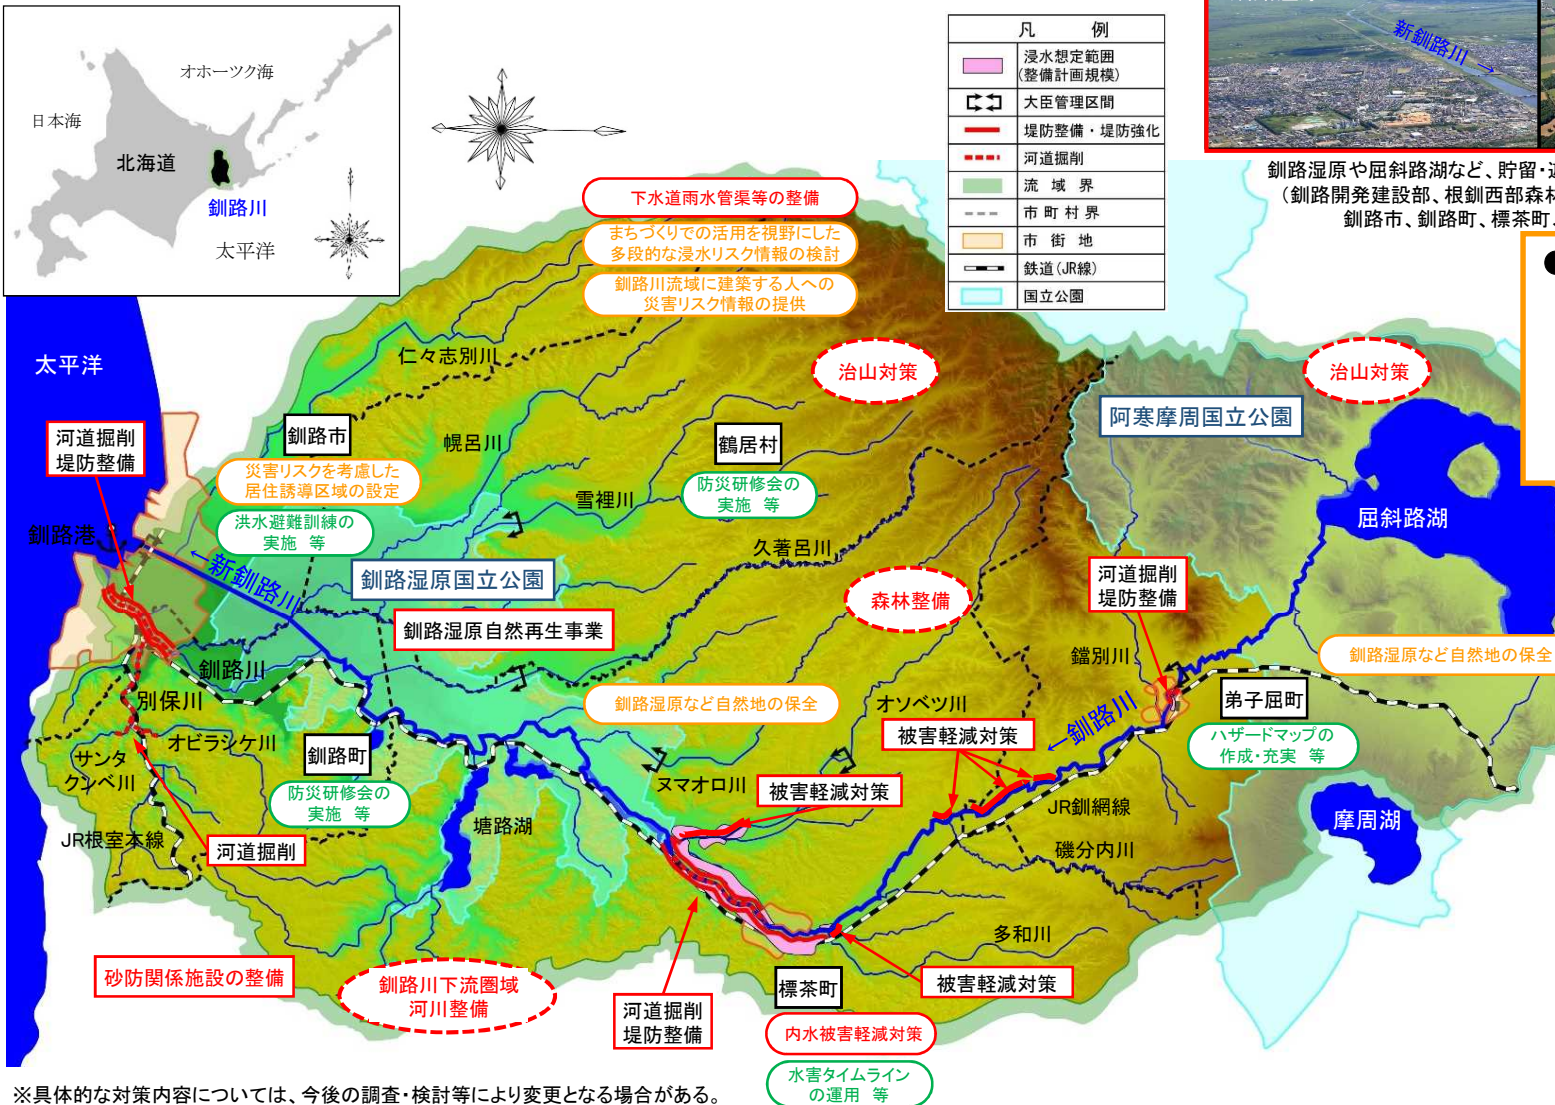 オホーツク海
日本海
北海道
釧路川
太平洋
凡 例
浸水想定範囲
(整備計画規模)
大臣管理区間
堤防整備・堤防強化
河道掘削
流 域 界
市 町 村 界
市 街 地
鉄道(JR線)
国立公園
新釧路川 →
釧路湿原や屈斜路湖など、貯留・
(釧路開発建設部、根釧西部森林
釧路市、釧路町、標茶町、
●
下水道雨水管渠等の整備
まちづくりでの活用を視野にした
多段的な浸水リスク情報の検討
釧路川流域に建築する人への
災害リスク情報の提供
太平洋
仁々志別川
治山対策
治山対策
阿寒摩周国立公園
河道掘削
堤防整備
釧路市
幌呂川
鶴居村
災害リスクを考慮した
居住誘導区域の設定
防災研修会の
実施 等
雪裡川
屈斜路湖
洪水避難訓練の
実施 等
釧路港
久著呂川
←新釧路川
釧路湿原国立公園
河道掘削
堤防整備
森林整備
釧路湿原自然再生事業
釧路川
鐺別川
釧路湿原など自然地の保全
別保川
釧路湿原など自然地の保全
オソベツ川
←釧路川
弟子屈町
オビラシケ川
釧路町
被害軽減対策
ハザードマップの
作成・充実 等
サンタ
クンベ川
防災研修会の
実施 等
ヌマオロ川
被害軽減対策
JR釧網線
摩周湖
塘路湖
JR根室本線
河道掘削
磯分内川
多和川
砂防関係施設の整備
釧路川下流圏域
河川整備
標茶町
被害軽減対策
河道掘削
堤防整備
内水被害軽減対策
水害タイムライン
の運用 等
※具体的な対策内容については、今後の調査・検討等により変更となる場合がある。